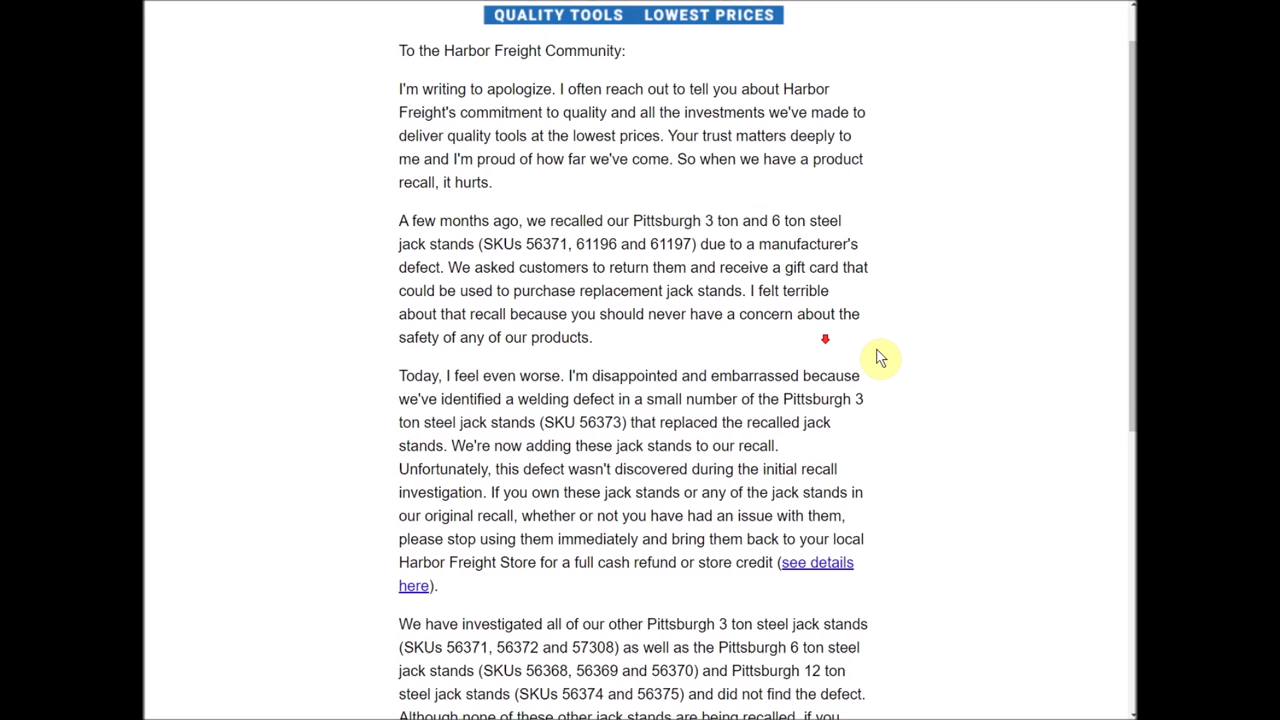 QUALITY TOOLS LOWEST PRICES
To the Harbor Freight Community:
I'm writing to apologize. I often reach out to tell you about Harbor
Freight's commitment to quality and all the investments we've made to
deliver quality tools at the lowest prices. Your trust matters deeply to
me and I'm proud of how far we've come. So when we have a product
recall, it hurts.
A few months ago, we recalled our Pittsburgh 3 ton and 6 ton steel
jack stands (SKUs 56371, 61196 and 61197) due to a manufacturer's
defect. We asked customers to return them and receive a gift card that
could be used to purchase replacement jack stands. I felt terrible
about that recall because you should never have a concern about the
safety of any of our products.
Today, I feel even worse. I'm disappointed and embarrassed because
we've identified a welding defect in a small number of the Pittsburgh 3
ton steel jack stands (SKU 56373) that replaced the recalled jack
stands. We're now adding these jack stands to our recall.
Unfortunately, this defect wasn't discovered during the initial recall
investigation. If you own these jack stands or any of the jack stands in
our original recall, whether or not you have had an issue with them,
please stop using them immediately and bring them back to your local
Harbor Freight Store for a full cash refund or store credit (see details
here).
We have investigated all of our other Pittsburgh 3 ton steel jack stands
(SKUs 56371, 56372 and 57308) as well as the Pittsburgh 6 ton steel
jack stands (SKUs 56368, 56369 and 56370) and Pittsburgh 12 ton
steel jack stands (SKUs 56374 and 56375) and did not find the defect.
Although none of these other jack stands are being recalled, if you